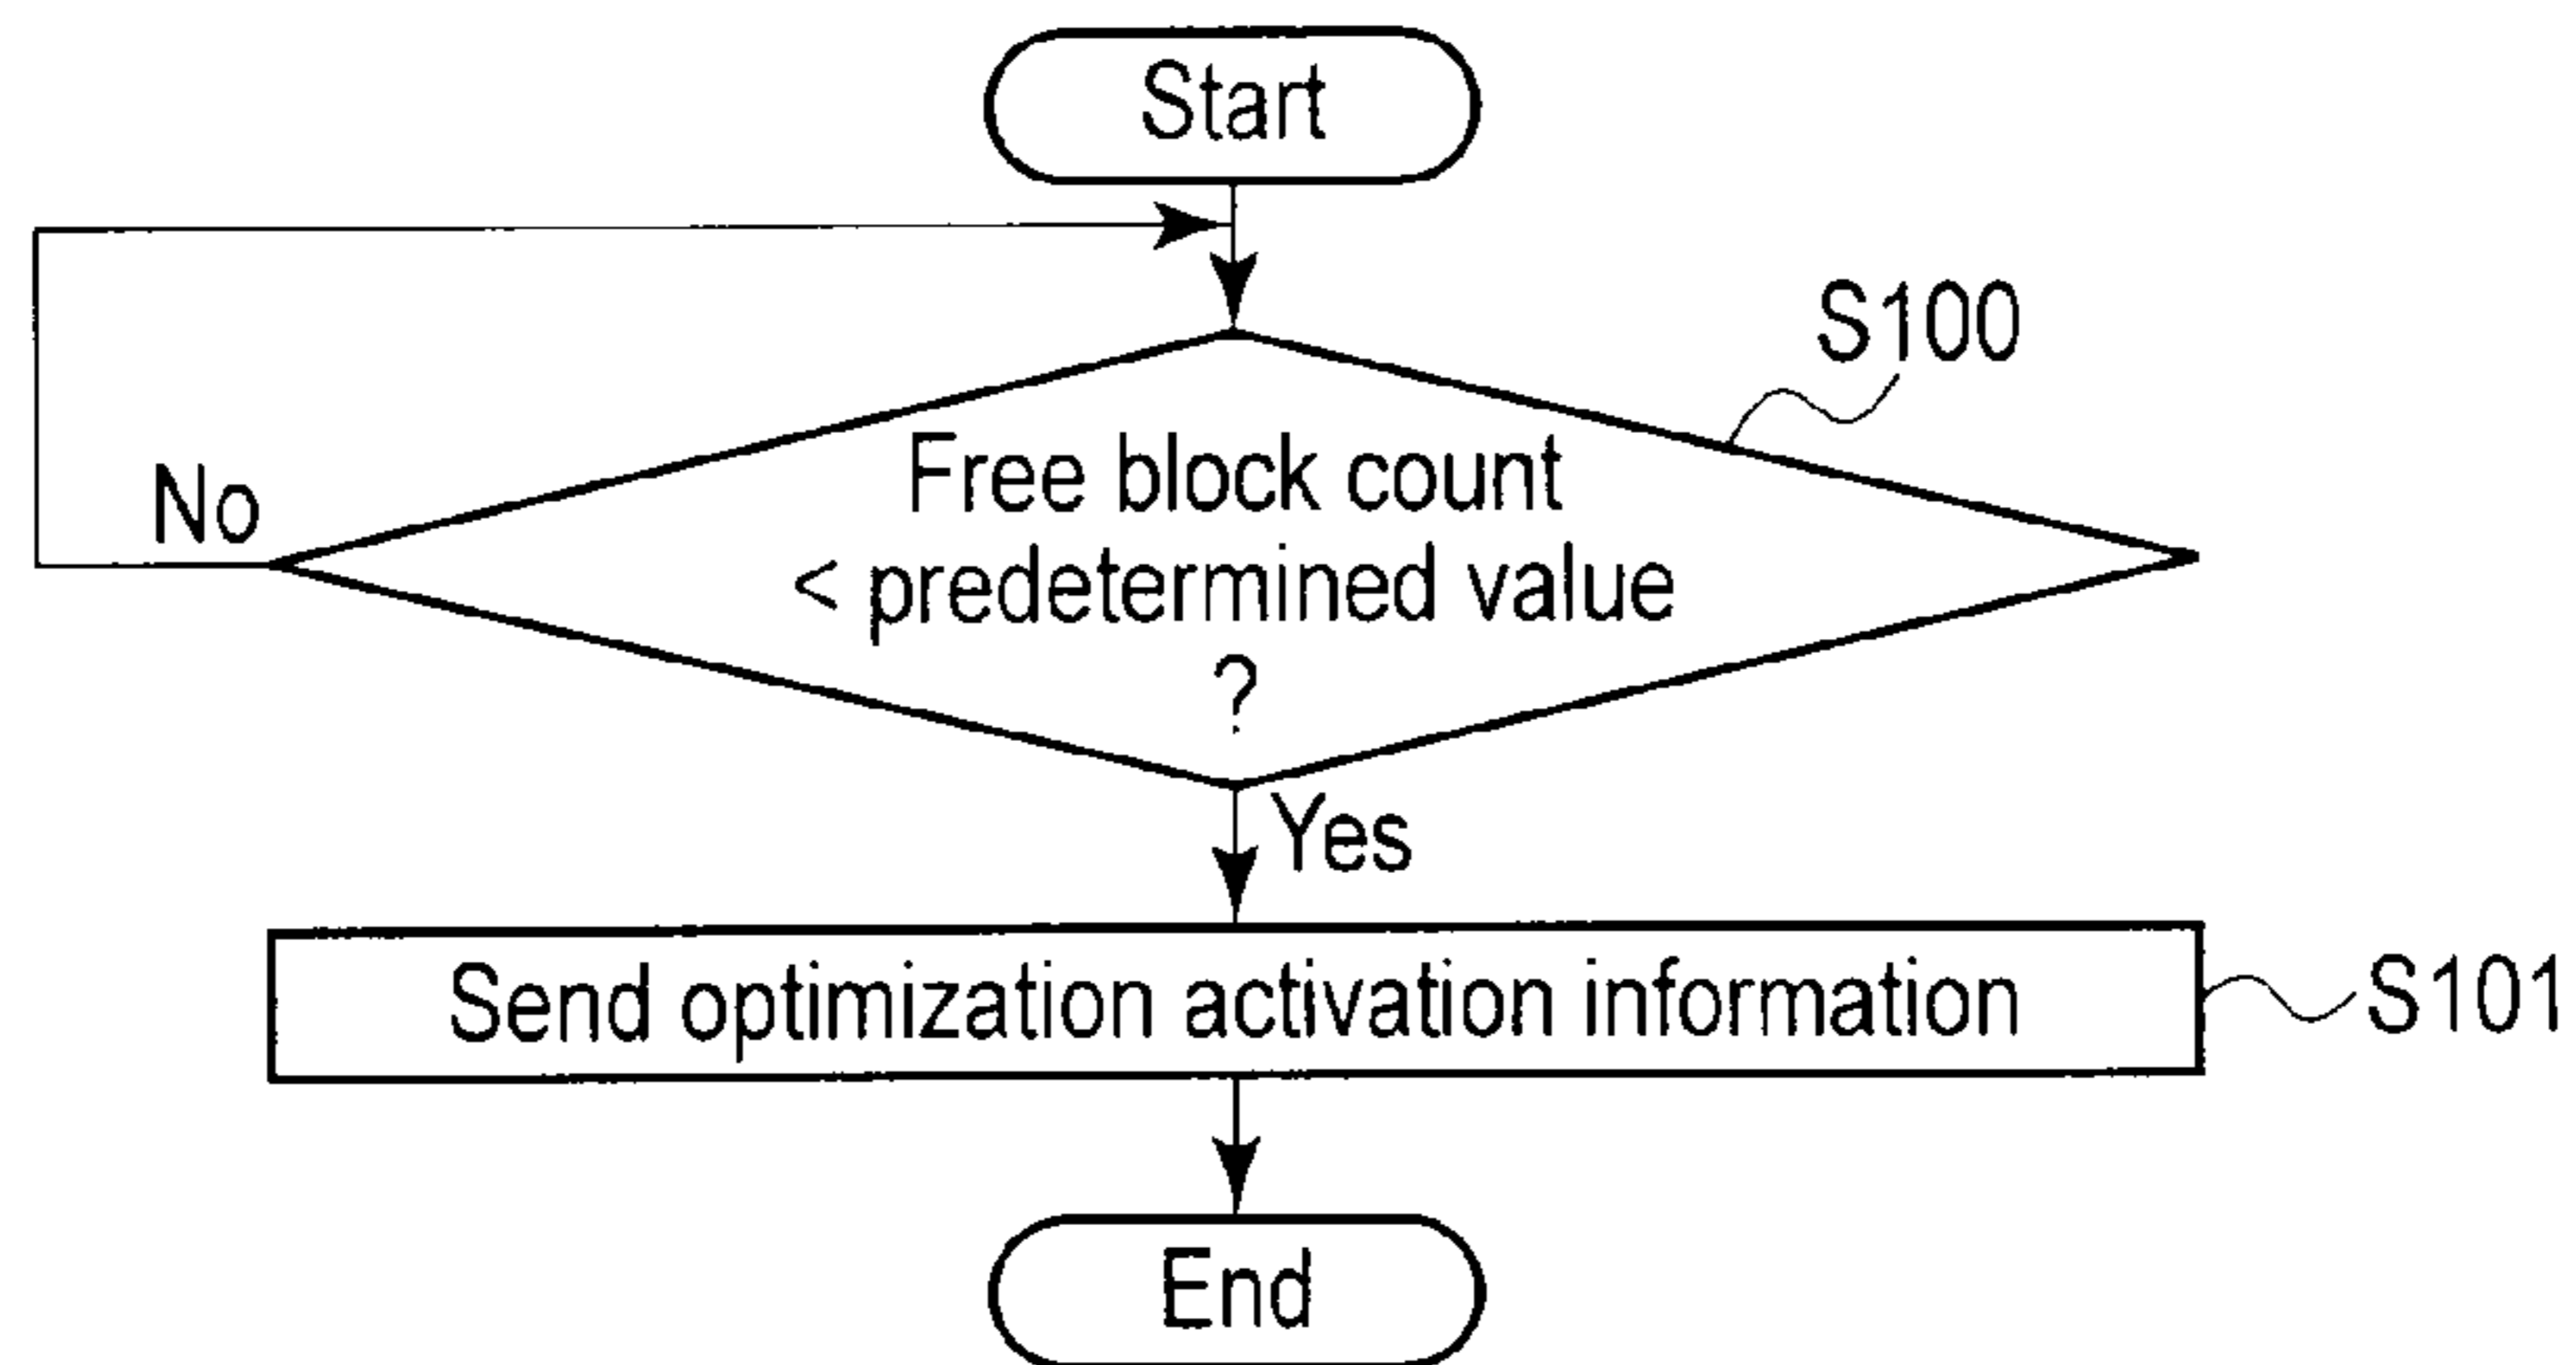 Start
S100
Free block count
< predetermined value
?
No
Yes
Send optimization activation information
S101
End